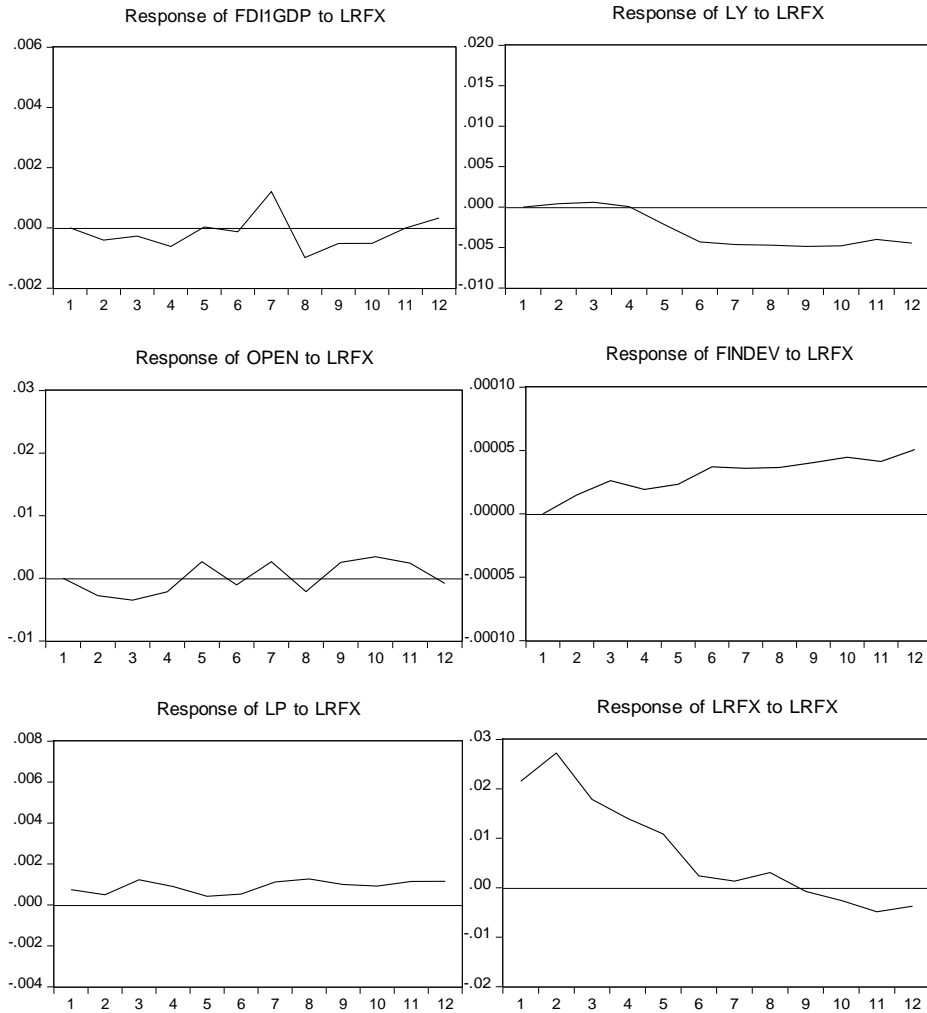 Response of FDI1GDP to LRFX
.006
.004
.002
.000
-.002
1 2 3 4 5 6 7 8 9 10 11 12
Response of LY to LRFX
.020
.015
.010
.005
.000
-.005
-.010
1 2 3 4 5 6 7 8 9 10 11 12
Response of OPEN to LRFX
.03
.02
.01
.00
-.01
1 2 3 4 5 6 7 8 9 10 11 12
Response of FINDEV to LRFX
.00010
.00005
.00000
-.00005
-.00010
1 2 3 4 5 6 7 8 9 10 11 12
Response of LP to LRFX
.008
.006
.004
.002
.000
-.002
-.004
1 2 3 4 5 6 7 8 9 10 11 12
Response of LRFX to LRFX
.03
.02
.01
.00
-.01
-.02
1 2 3 4 5 6 7 8 9 10 11 12